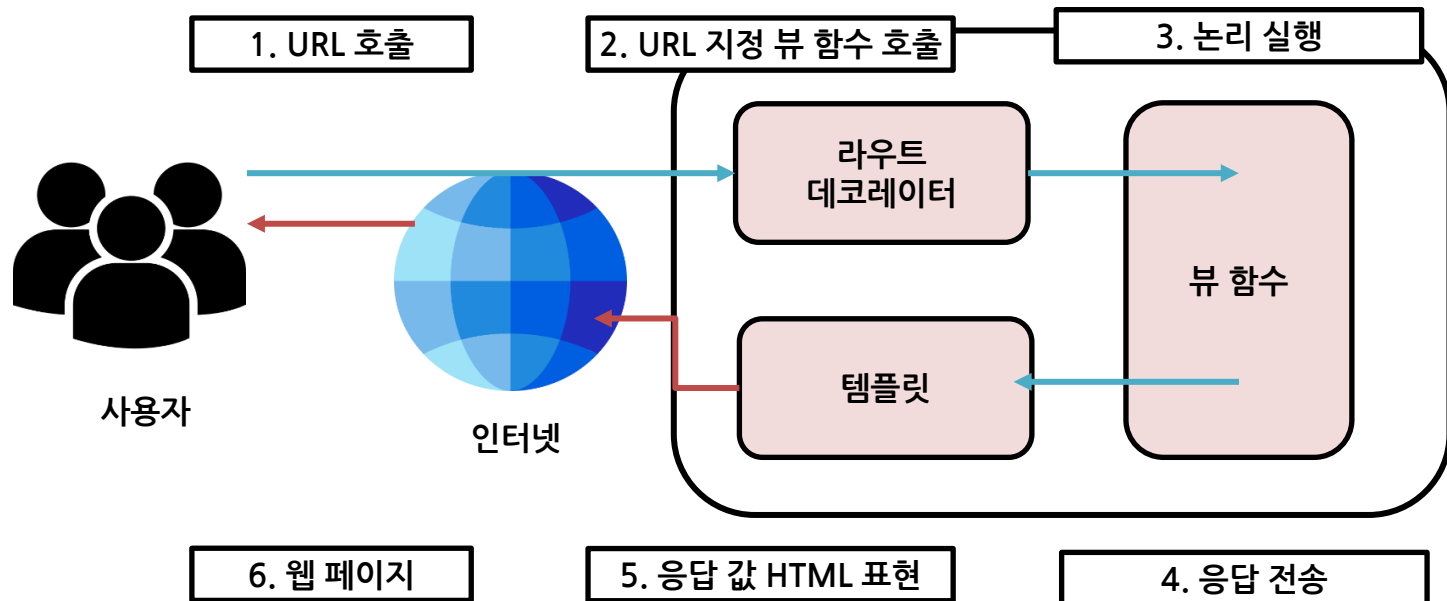 1. URL 호출
2. URL 지정 뷰 함수 호출
3. 논리 실행
라우트
데코레이터
뷰 함수
템플릿
사용자
인터넷
6. 웹 페이지
5. 응답 값 HTML 표현
4. 응답 전송